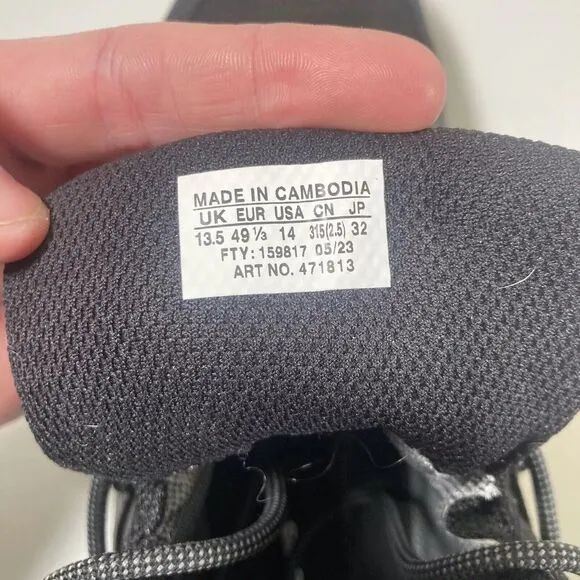 MADE IN CAMBODIA
UK EUR USA CN JP
13.5 49⅓ 14 315(2.5) 32
FTY: 159817 05/23
ART NO. 471813